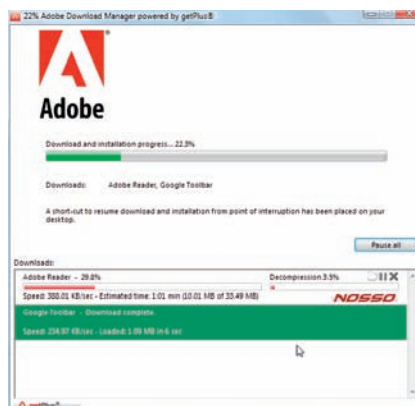 22% Adobe Download Manager powered by getPlus®
Adobe
Download and installation progress... 22.3%
Downloads: Adobe Reader, Google Toolbar
A short-cut to resume download and installation from point of interruption has been placed on your
desktop.
Pause all
Downloads:
Adobe Reader - 29.8% Decompression 3.5%
Speed: 388.01 KB/sec - Estimated time: 1:01 min (10.01 MB of 33.49 MB) NOSSO
Google Toolbar - Download complete.
Speed: 234.97 KB/sec - Loaded: 1.09 MB in 6 sec
getPlus®